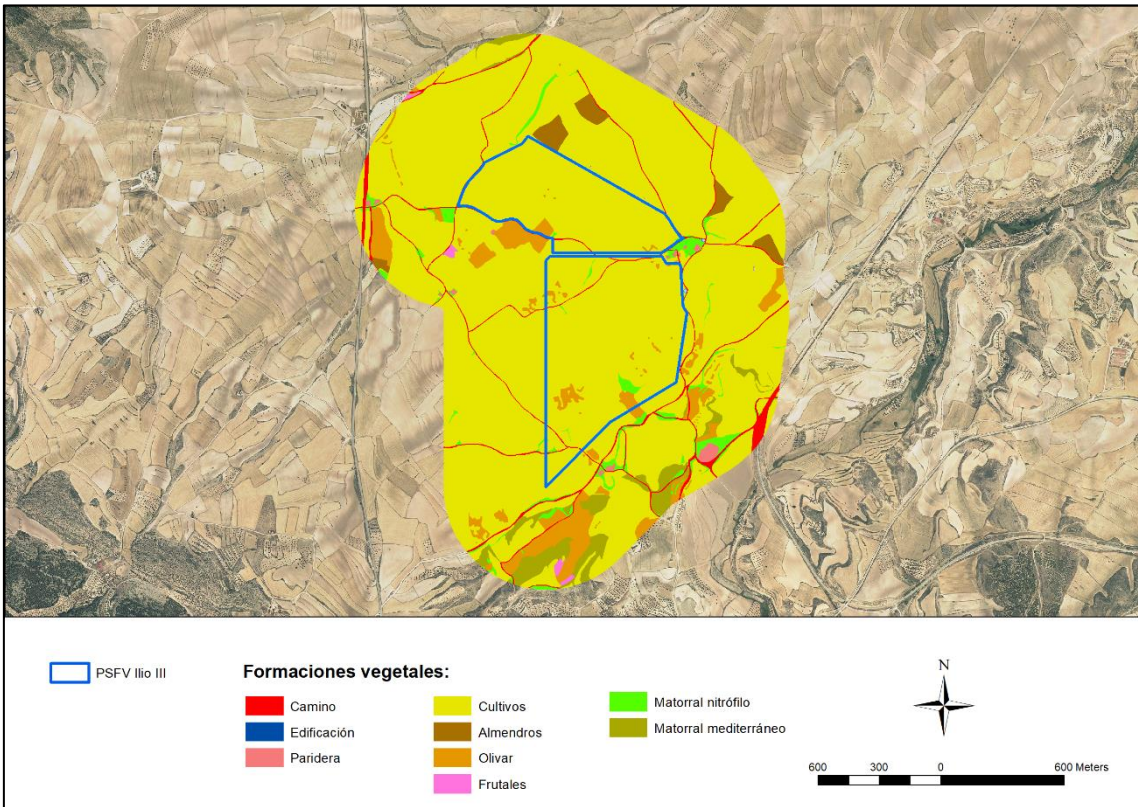 PSFV Ilio III
Formaciones vegetales:
Camino
Edificación
Paridera
Cultivos
Almendros
Olivar
Frutales
Matorral nitrófilo
Matorral mediterráneo
N
600 300 0 600 Meters